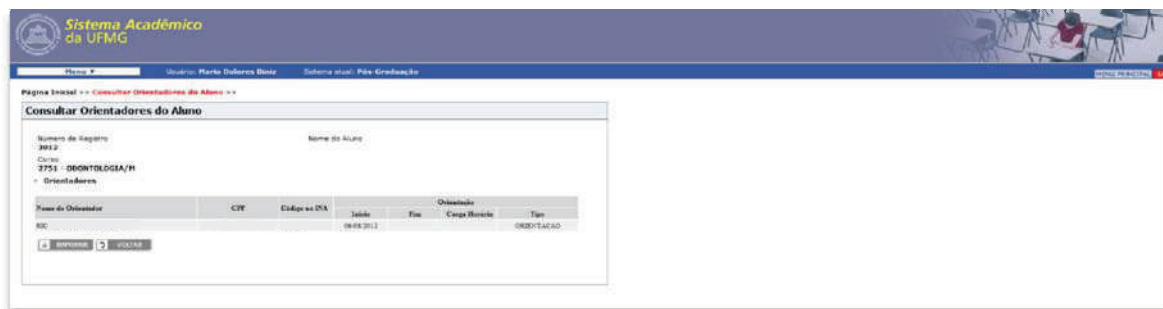 Sistema Acadêmico
da UFMG
Menu ▼ Usuário: Maria Dolores Diniz Sistema atual: Pós-Graduação
MENU PRINCIPAL
Página Inicial >> Consultar Orientadores do Aluno >>
Consultar Orientadores do Aluno
Número de Registro Nome do Aluno
2012
Curso
2751 - ODONTOLOGIA/M
Orientadores
Orientação
Nome do Orientador CPF Código no INA
Início Fim Carga Horária Tipo
06/08/2012 ORIENTACAO
IMPRIMIR VOLTAR